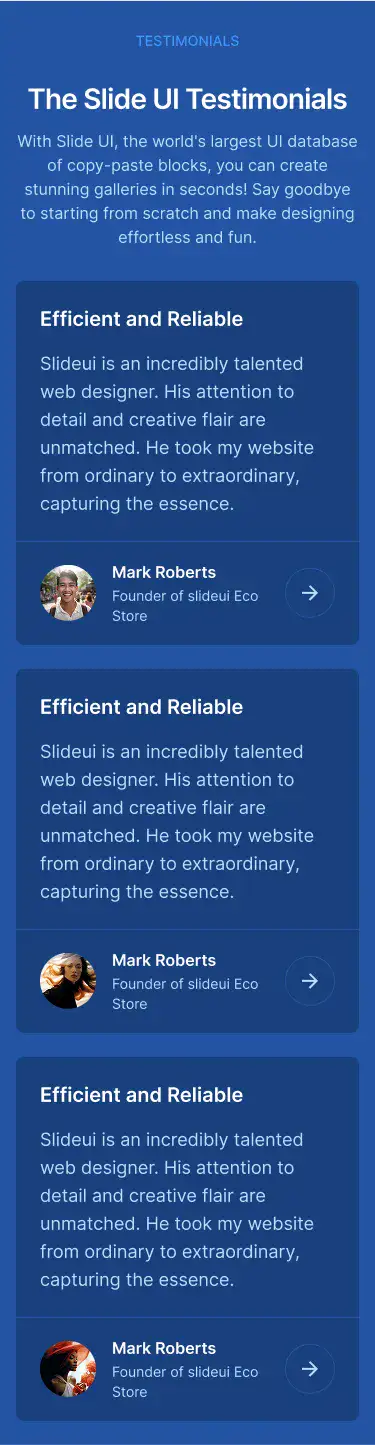 TESTIMONIALS
The Slide UI Testimonials
With Slide UI, the world's largest UI database
of copy-paste blocks, you can create
stunning galleries in seconds! Say goodbye
to starting from scratch and make designing
effortless and fun.
Efficient and Reliable
Slideui is an incredibly talented
web designer. His attention to
detail and creative flair are
unmatched. He took my website
from ordinary to extraordinary,
capturing the essence.
Mark Roberts
Founder of slideui Eco
Store
Efficient and Reliable
Slideui is an incredibly talented
web designer. His attention to
detail and creative flair are
unmatched. He took my website
from ordinary to extraordinary,
capturing the essence.
Mark Roberts
Founder of slideui Eco
Store
Efficient and Reliable
Slideui is an incredibly talented
web designer. His attention to
detail and creative flair are
unmatched. He took my website
from ordinary to extraordinary,
capturing the essence.
Mark Roberts
Founder of slideui Eco
Store